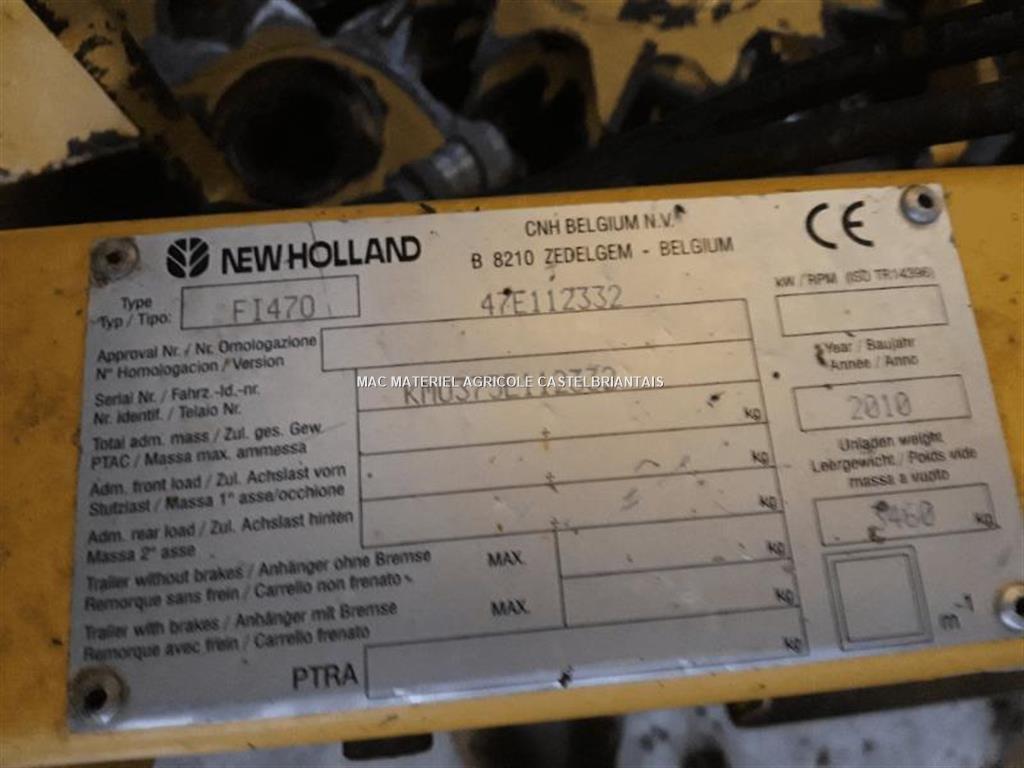 NEW HOLLAND
CNH BELGIUM N.V.
B 8210 ZEDELGEM - BELGIUM
CE
Type
Typ / Tipo:
FI470
47E112332
Approval Nr. / Nr. Omologazione
N° Homologacion / Version
Serial Nr. / Fahrz.-Id.-nr.
Nr. identif. / Telaio Nr.
MAC MATERIEL AGRICOLE CASTELBRIANTAIS
Total adm. mass / Zul. ges. Gew.
PTAC / Massa max. ammessa
kg
Adm. front load / Zul. Achslast vorn
Stutzlast / Massa 1° asse/occhione
kg
Adm. rear load / Zul. Achslast hinten
Massa 2° asse
kg
Trailer without brakes / Anhänger ohne Bremse
Remorque sans frein / Carrello non frenato
MAX.
kg
Trailer with brakes / Anhänger mit Bremse
Remorque avec frein / Carrello frenato
MAX.
kg
PTRA
kg
kW / RPM (ISO TR14396)
Year / Baujahr
Année / Anno
2010
Unladen weight
Leergewicht / Poids vide
massa a vuoto
kg
m-1